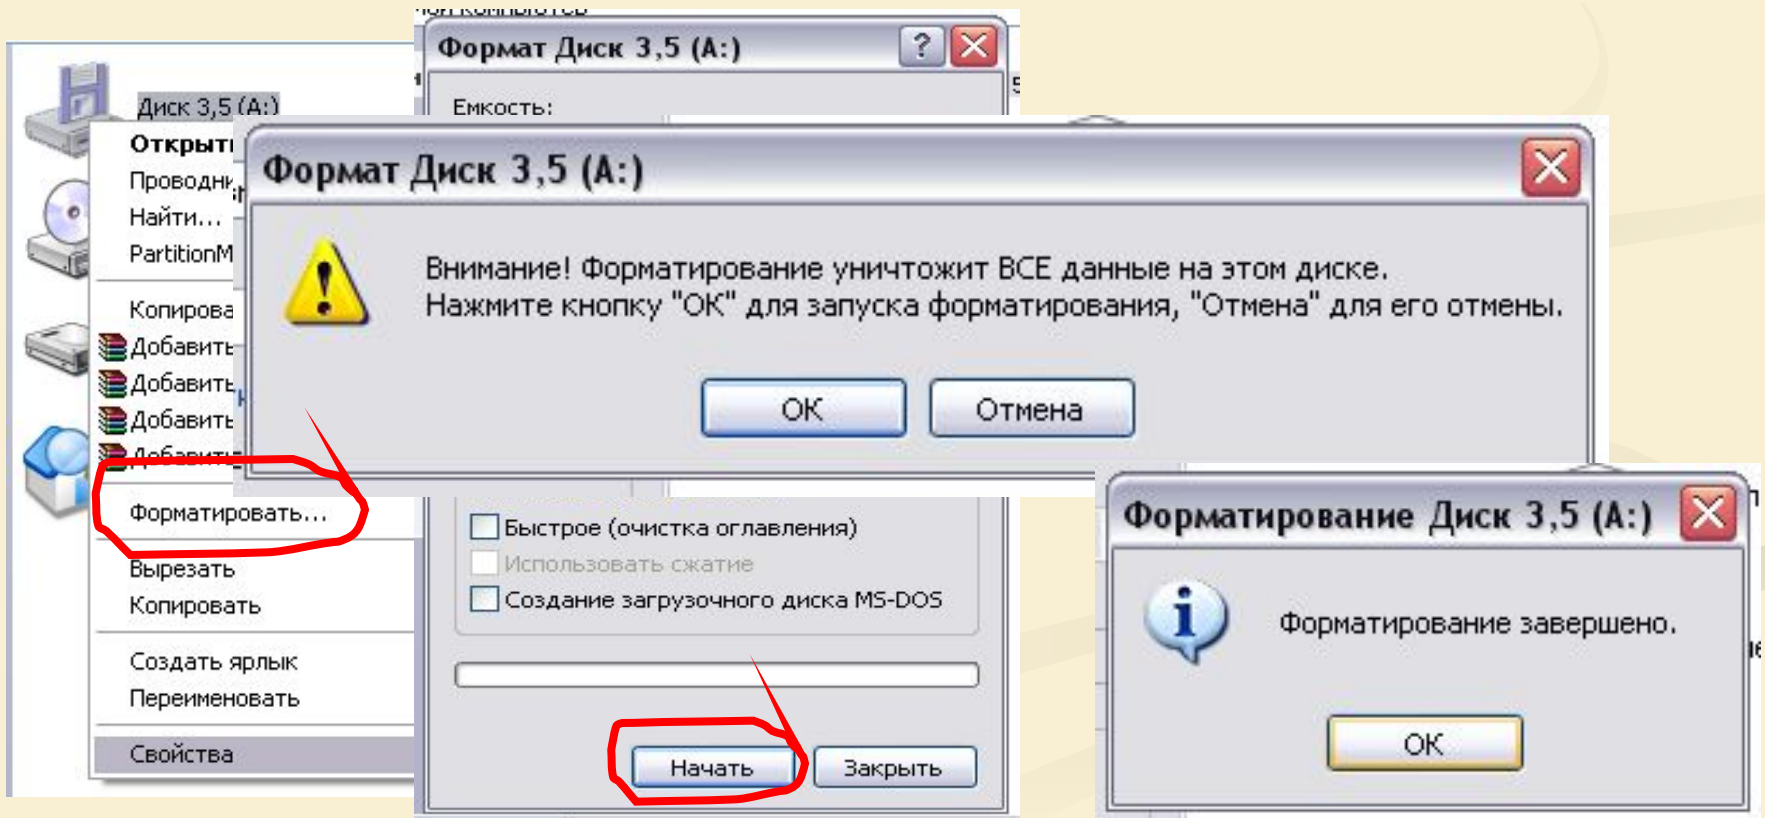 Диск 3,5 (A:)
Проводни
Найти...
PartitionM
Копирова
Добавить
Добавить
Добавить
Добавить
Форматировать...
Вырезать
Копировать
Создать ярлык
Переименовать
Свойства
Формат Диск 3,5 (A:)
Емкость:
Формат Диск 3,5 (A:)
Внимание! Форматирование уничтожит ВСЕ данные на этом диске.
Нажмите кнопку "ОК" для запуска форматирования, "Отмена" для его отмены.
ОК
Отмена
Быстрое (очистка оглавления)
Использовать сжатие
Создание загрузочного диска MS-DOS
Начать
Закрыть
Форматирование Диск 3,5 (A:)
Форматирование завершено.
ОК